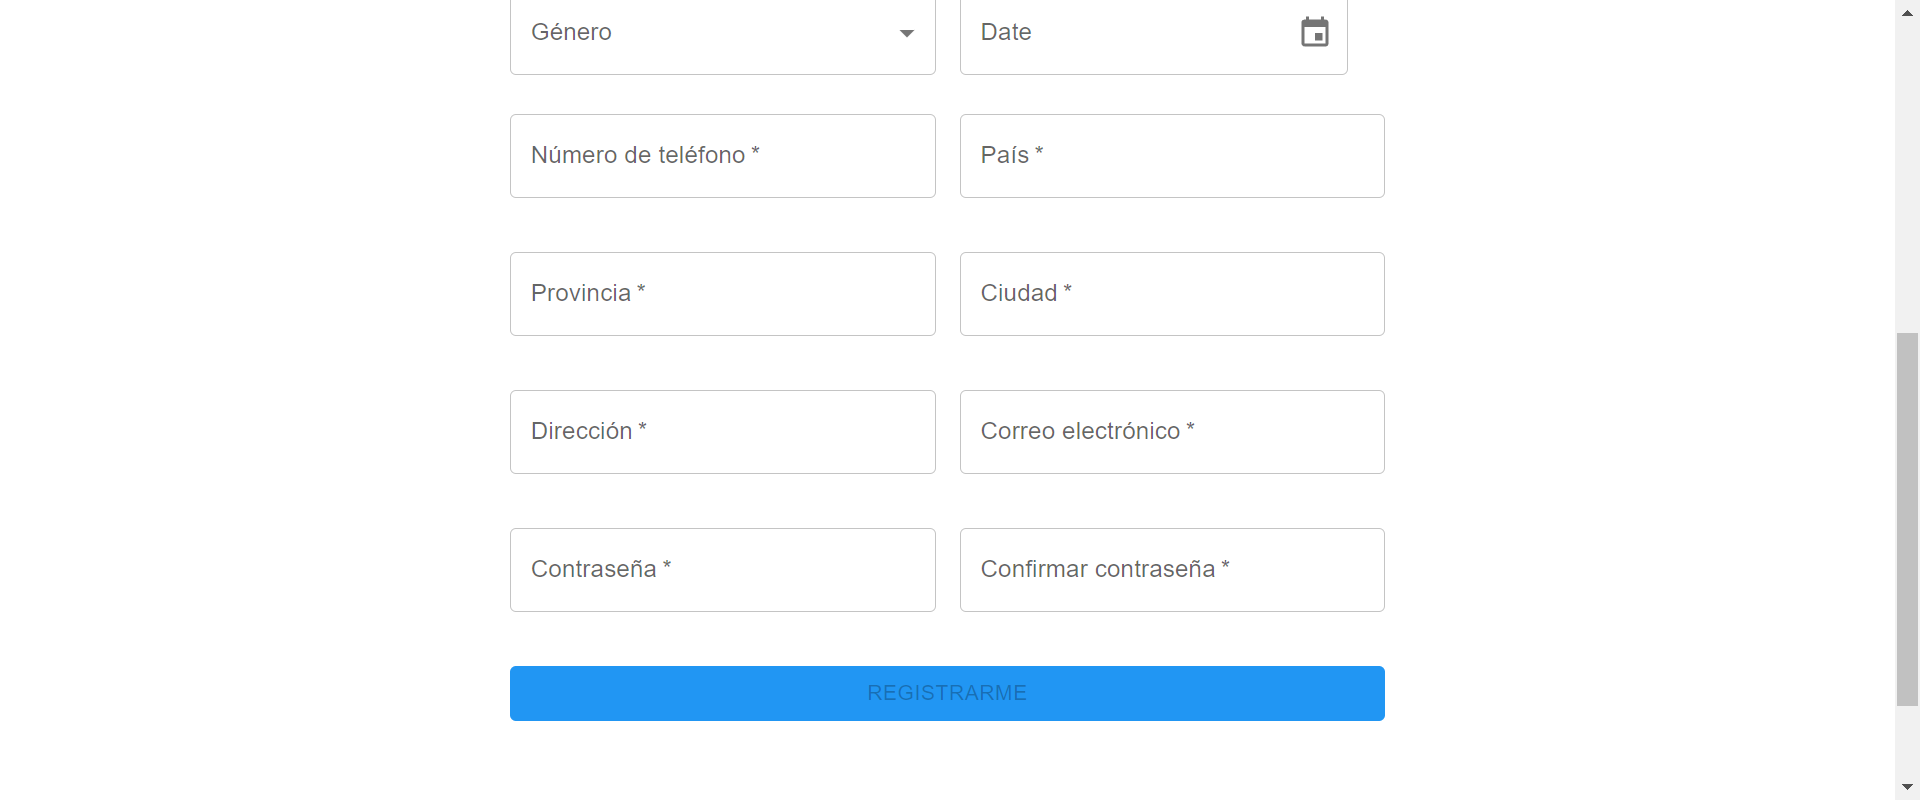 Género
Date
Número de teléfono *
País *
Provincia *
Ciudad *
Dirección *
Correo electrónico *
Contraseña *
Confirmar contraseña *
REGISTRARME